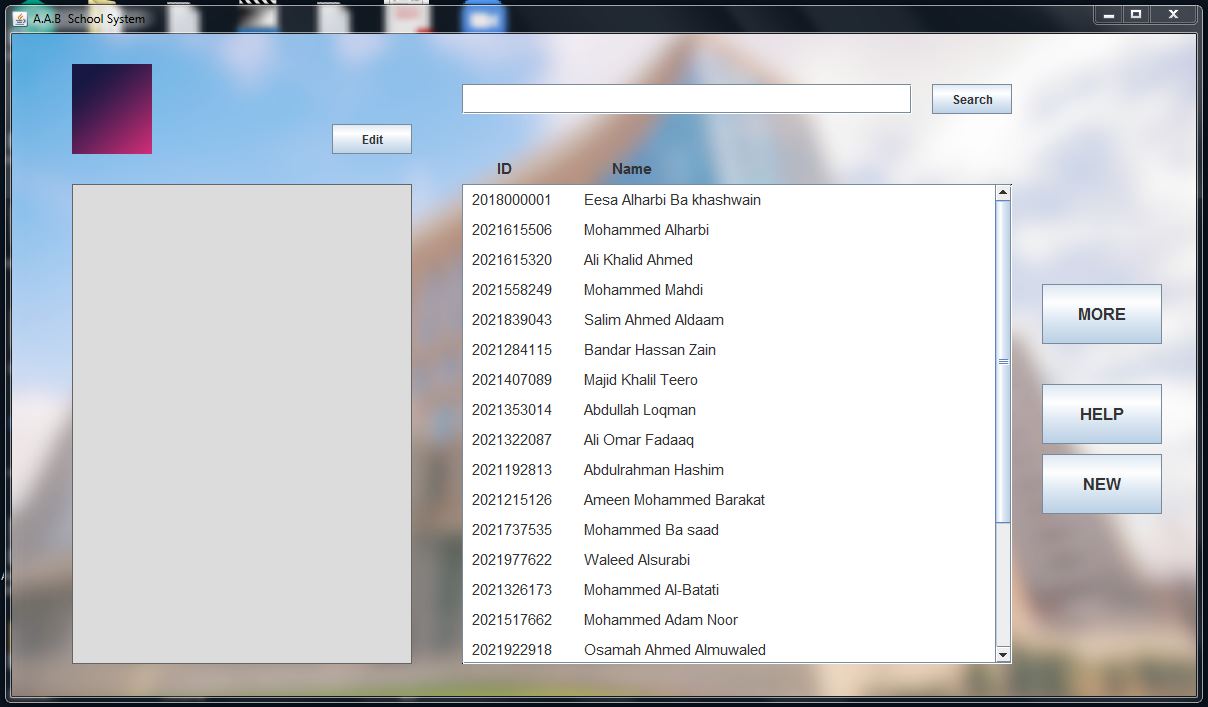 A.A.B School System
Search
Edit
ID Name
2018000001 Eesa Alharbi Ba khashwain
2021615506 Mohammed Alharbi
2021615320 Ali Khalid Ahmed
2021558249 Mohammed Mahdi
2021839043 Salim Ahmed Aldaam
2021284115 Bandar Hassan Zain
2021407089 Majid Khalil Teero
2021353014 Abdullah Loqman
2021322087 Ali Omar Fadaaq
2021192813 Abdulrahman Hashim
2021215126 Ameen Mohammed Barakat
2021737535 Mohammed Ba saad
2021977622 Waleed Alsurabi
2021326173 Mohammed Al-Batati
2021517662 Mohammed Adam Noor
2021922918 Osamah Ahmed Almuwaled
MORE
HELP
NEW